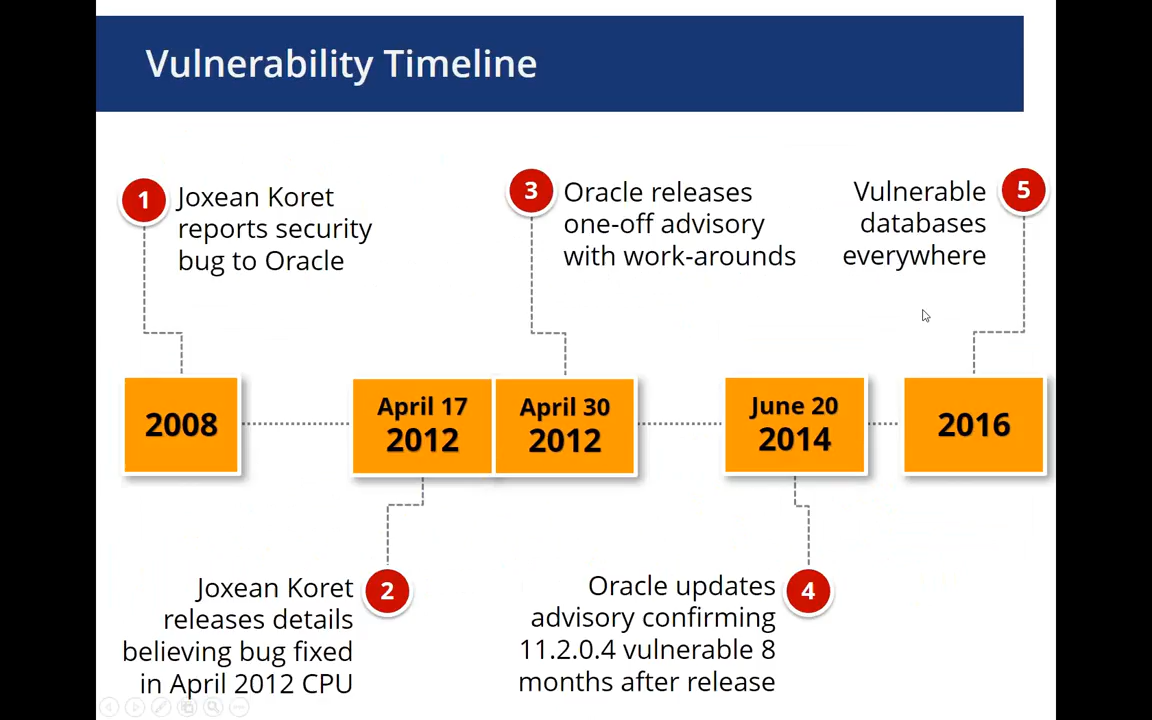 Vulnerability Timeline
1
Joxean Koret
reports security
bug to Oracle
3
Oracle releases
one-off advisory
with work-arounds
Vulnerable
databases
everywhere
5
2008
April 17
2012
April 30
2012
June 20
2014
2016
Joxean Koret
releases details
believing bug fixed
in April 2012 CPU
2
Oracle updates
advisory confirming
11.2.0.4 vulnerable 8
months after release
4